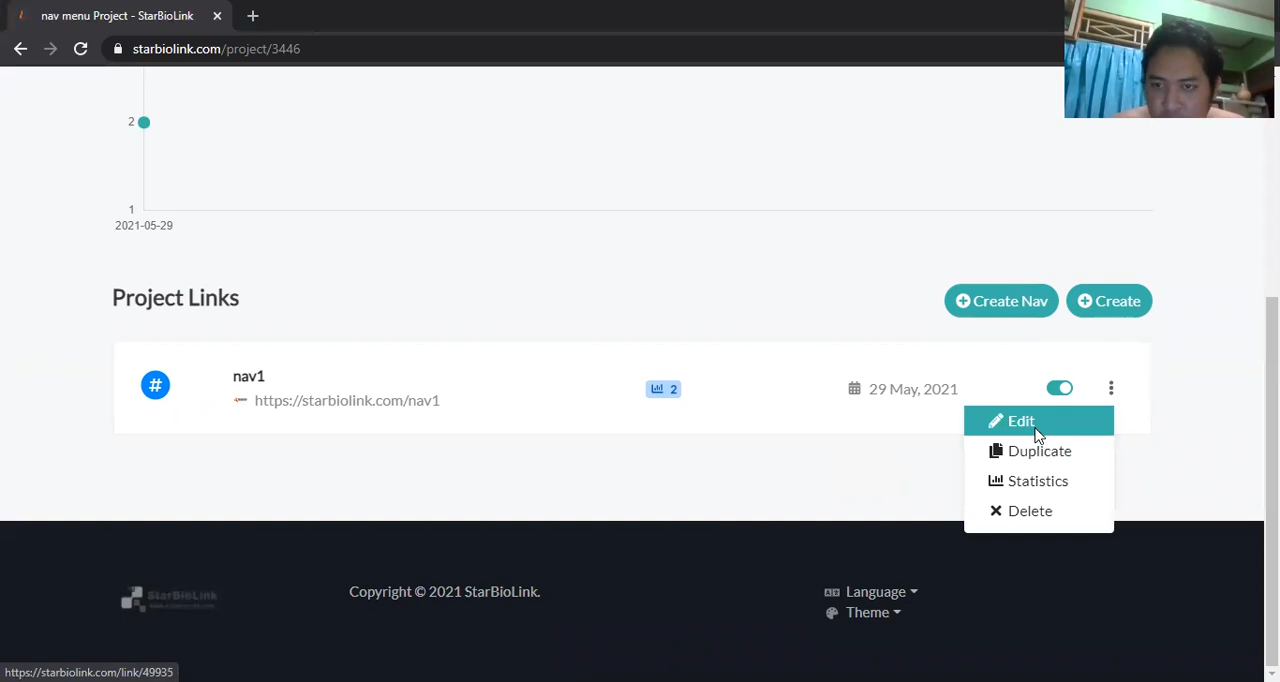 nav menu Project - StarBioLink
starbiolink.com/project/3446
2
1
2021-05-29
Project Links
Create Nav
Create
#
nav1
https://starbiolink.com/nav1
2
29 May, 2021
Edit
Duplicate
Statistics
Delete
StarBioLink
Copyright © 2021 StarBioLink.
Language
Theme
https://starbiolink.com/link/49935